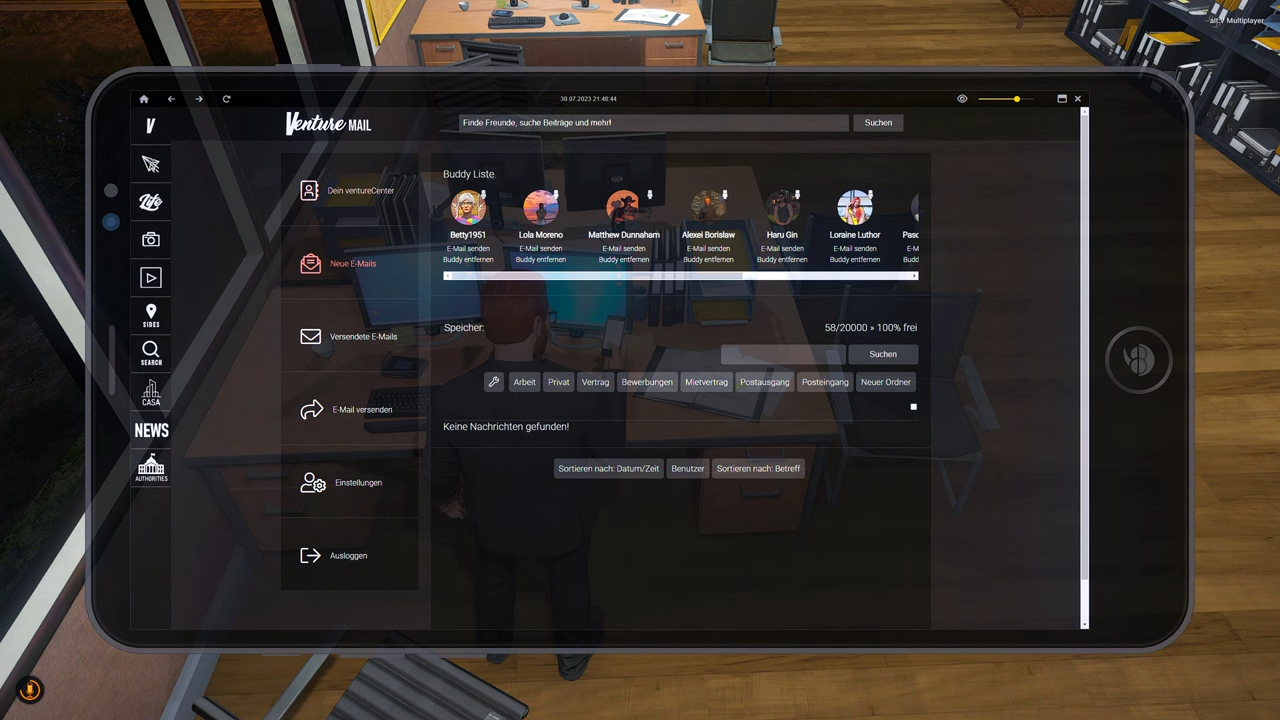 alt:V Multiplayer
30.07.2023 21:48:44
V
Venture MAIL
Finde Freunde, suche Beiträge und mehr!
Suchen
Life
SIDES
SEARCH
CASA
NEWS
AUTHORITIES
Dein ventureCenter
Neue E-Mails
Versendete E-Mails
E-Mail versenden
Einstellungen
Ausloggen
Buddy Liste
Betty1951
Lola Moreno
Matthew Dunnaham
Alexei Borislaw
Haru Gin
Loraine Luthor
Pasc
E-Mail senden
E-Mail senden
E-Mail senden
E-Mail senden
E-Mail senden
E-Mail senden
E-M
Buddy entfernen
Buddy entfernen
Buddy entfernen
Buddy entfernen
Buddy entfernen
Buddy entfernen
Budd
Speicher:
58/20000 » 100% frei
Suchen
Arbeit
Privat
Vertrag
Bewerbungen
Mietvertrag
Postausgang
Posteingang
Neuer Ordner
Keine Nachrichten gefunden!
Sortieren nach: Datum/Zeit
Benutzer
Sortieren nach: Betreff